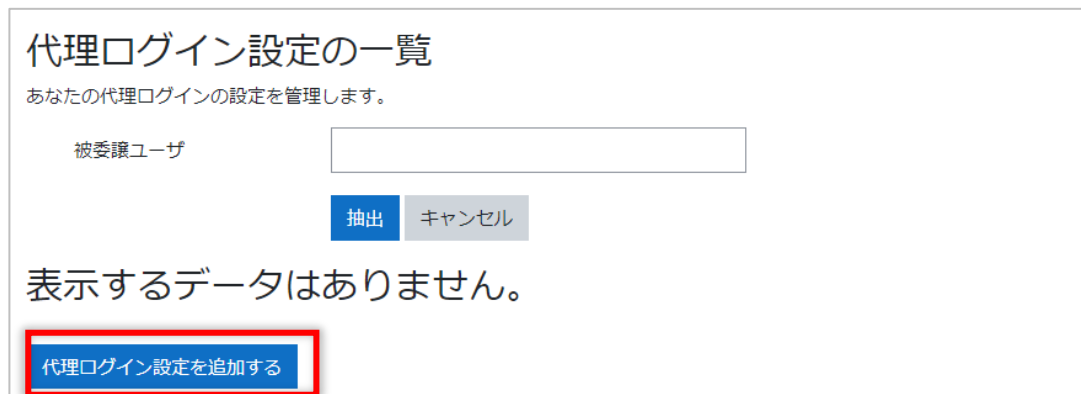 代理ログイン設定の一覧
あなたの代理ログインの設定を管理します。
被委譲ユーザ
抽出 キャンセル
表示するデータはありません。
代理ログイン設定を追加する